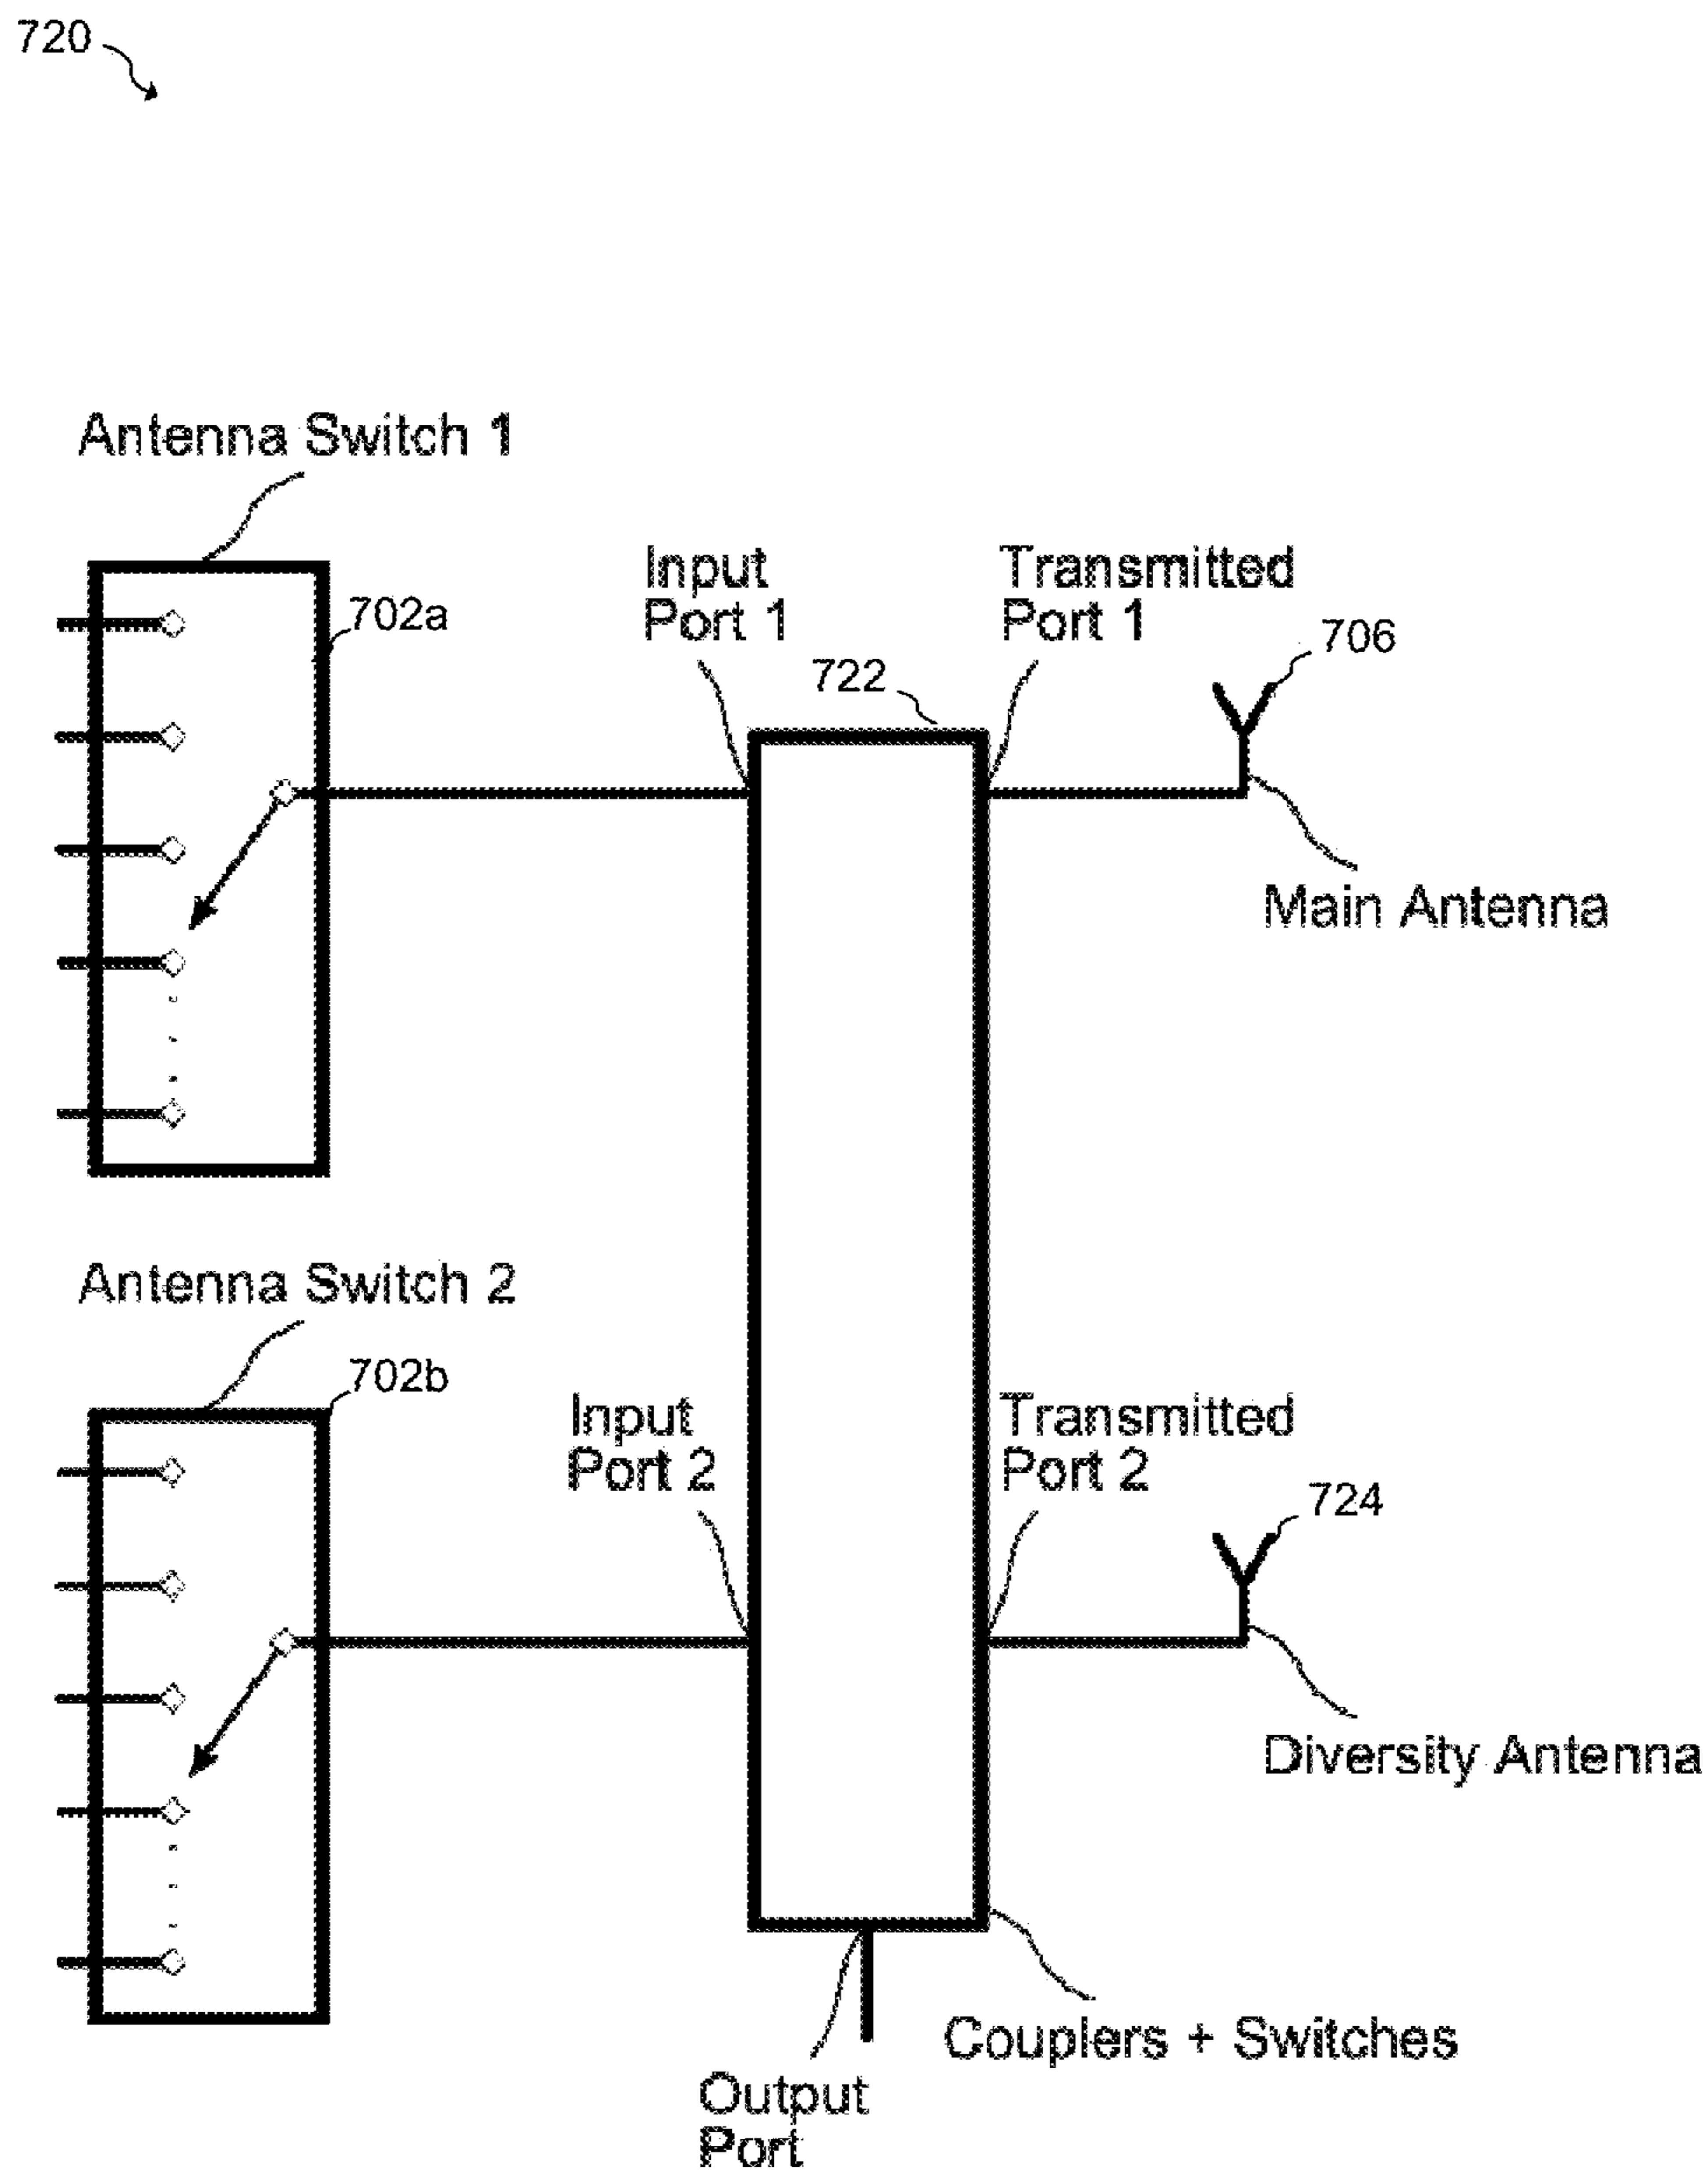 720
Antenna Switch 1
702a
Input
Port 1
Transmitted
Port 1
722
706
Main Antenna
Antenna Switch 2
702b
Input
Port 2
Transmitted
Port 2
724
Diversity Antenna
Couplers + Switches
Output
Port